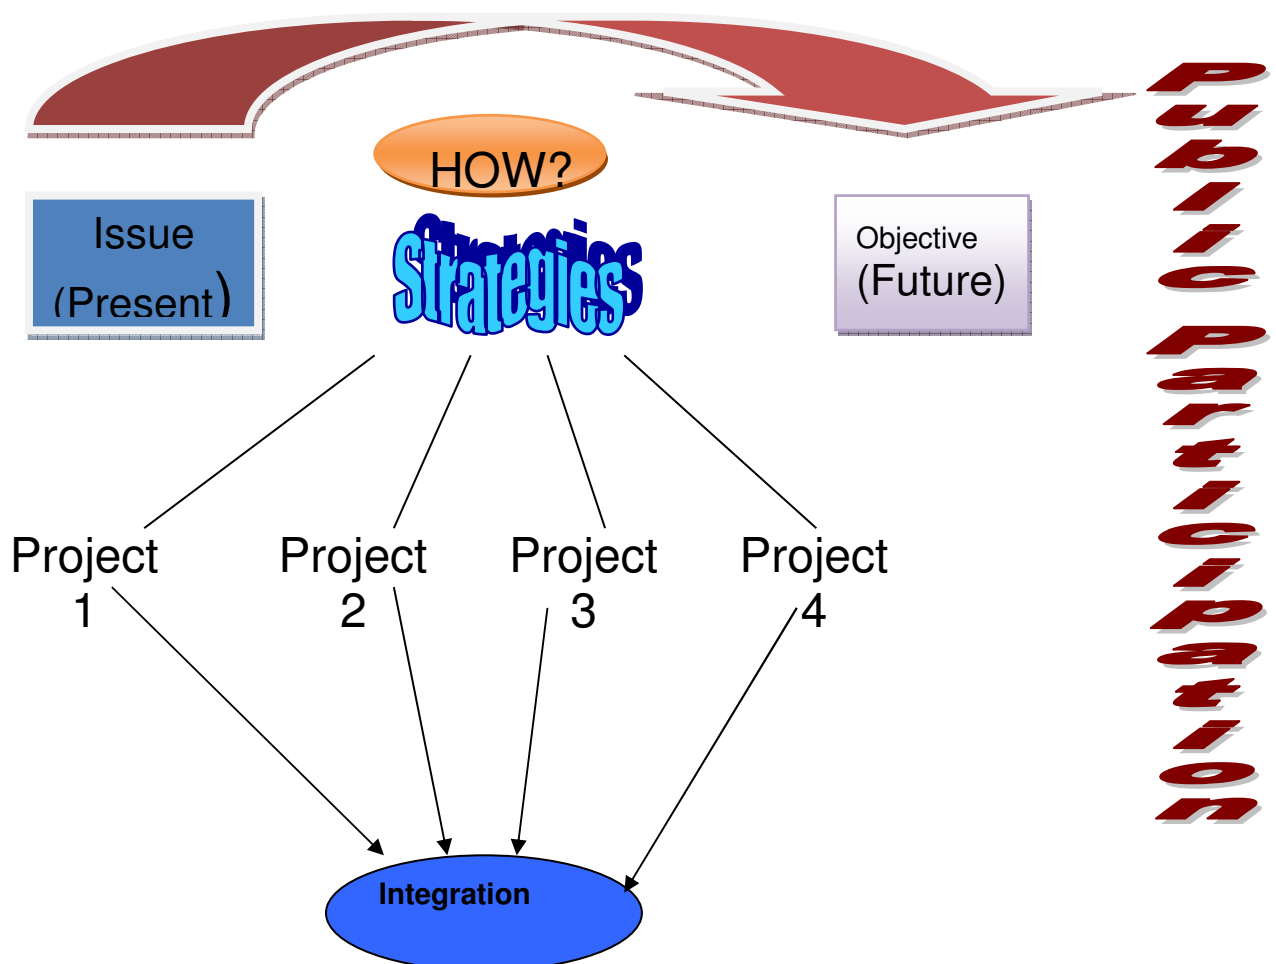 HOW?
Issue
(Present)
Strategies
Objective
(Future)
Project
1
Project
2
Project
3
Project
4
Integration
Public Participation